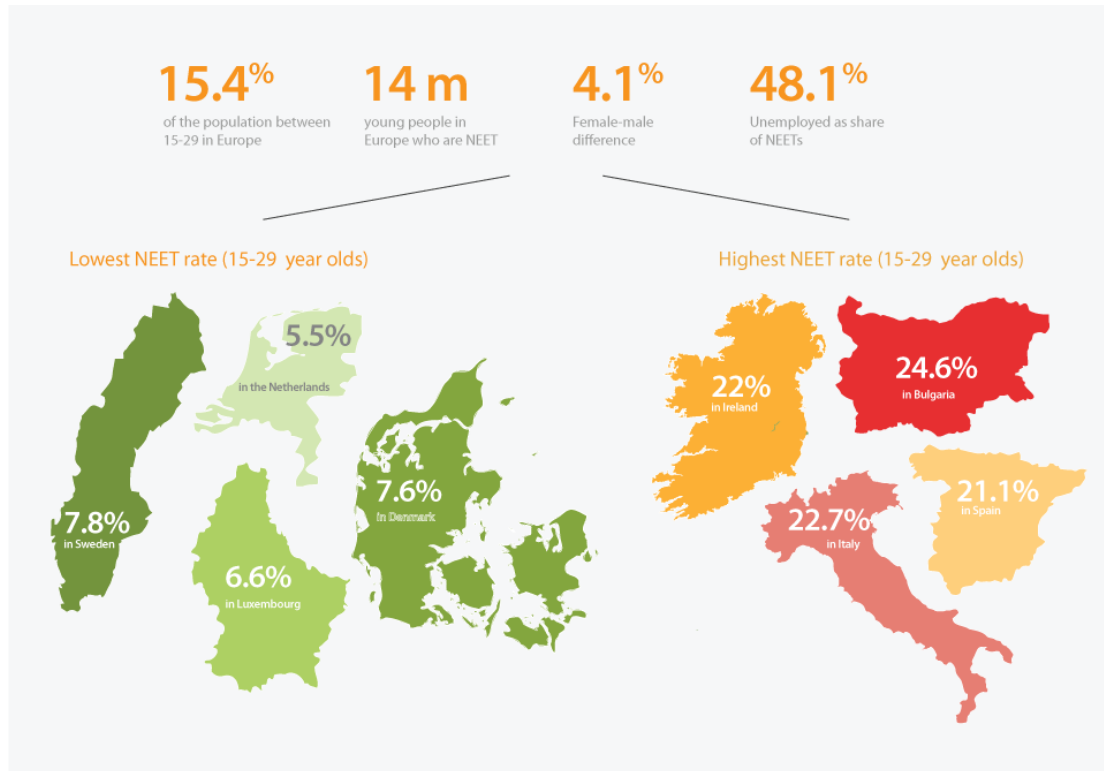 15.4%
of the population between
15-29 in Europe
14 m
young people in
Europe who are NEET
4.1%
Female-male
difference
48.1%
Unemployed as share
of NEETs
Lowest NEET rate (15-29 year olds)
5.5%
in the Netherlands
7.8%
in Sweden
7.6%
in Denmark
6.6%
in Luxembourg
Highest NEET rate (15-29 year olds)
22%
in Ireland
24.6%
in Bulgaria
22.7%
in Italy
21.1%
in Spain